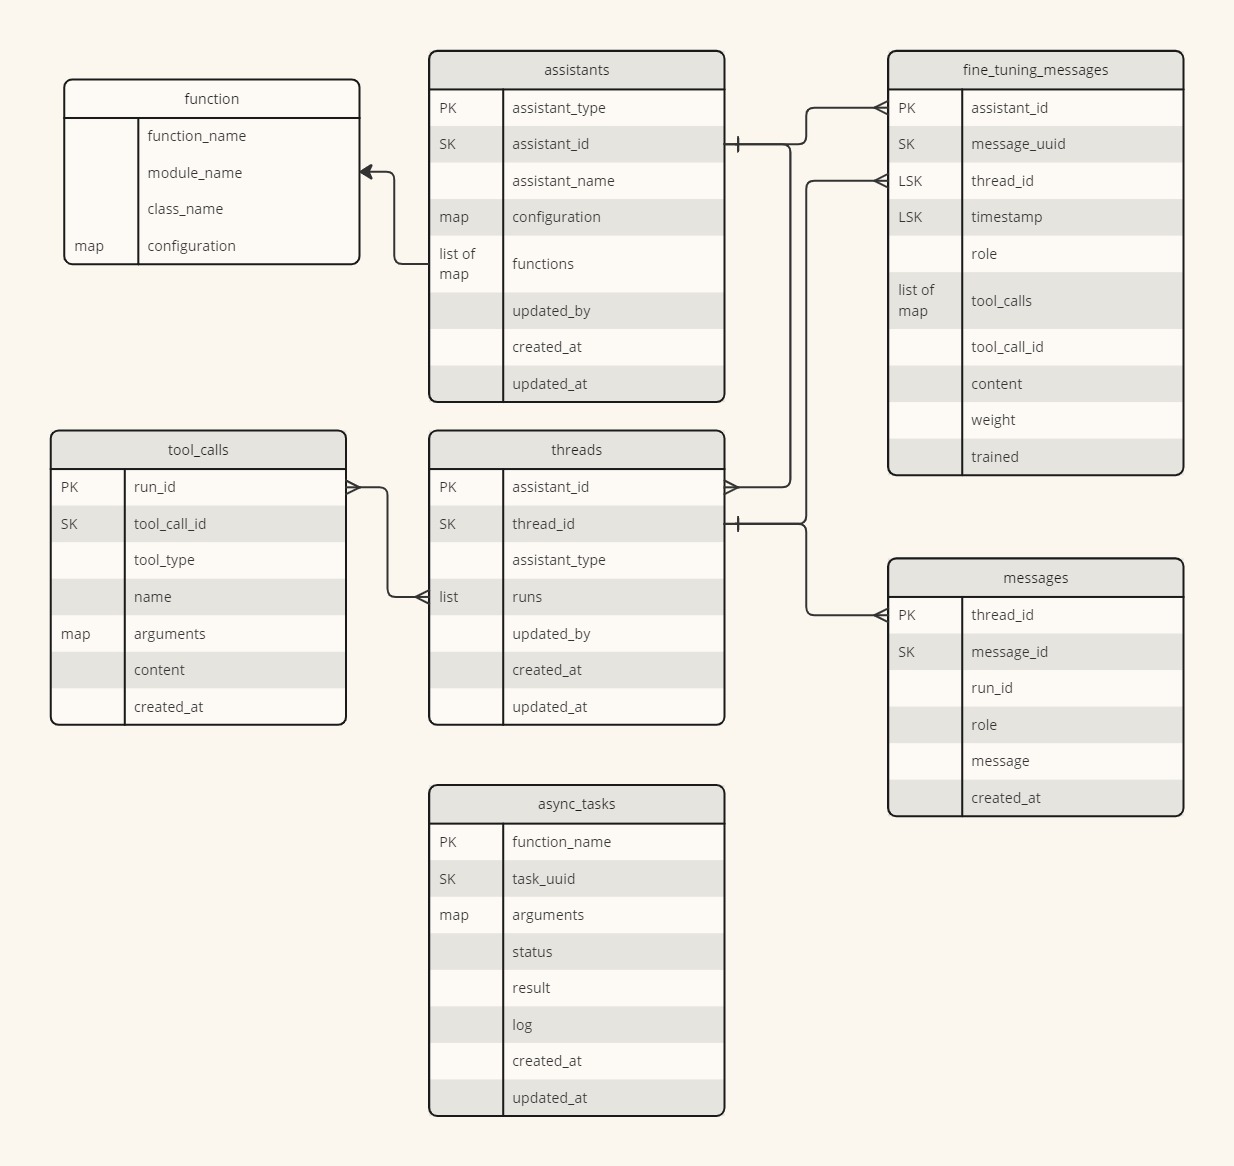 function
function_name
module_name
class_name
map configuration
assistants
PK assistant_type
SK assistant_id
assistant_name
map configuration
list of
map
functions
updated_by
created_at
updated_at
fine_tuning_messages
PK assistant_id
SK message_uuid
LSK thread_id
LSK timestamp
role
list of
map
tool_calls
tool_call_id
content
weight
trained
tool_calls
PK run_id
SK tool_call_id
tool_type
name
map arguments
content
created_at
threads
PK assistant_id
SK thread_id
assistant_type
list runs
updated_by
created_at
updated_at
messages
PK thread_id
SK message_id
run_id
role
message
created_at
async_tasks
PK function_name
SK task_uuid
map arguments
status
result
log
created_at
updated_at